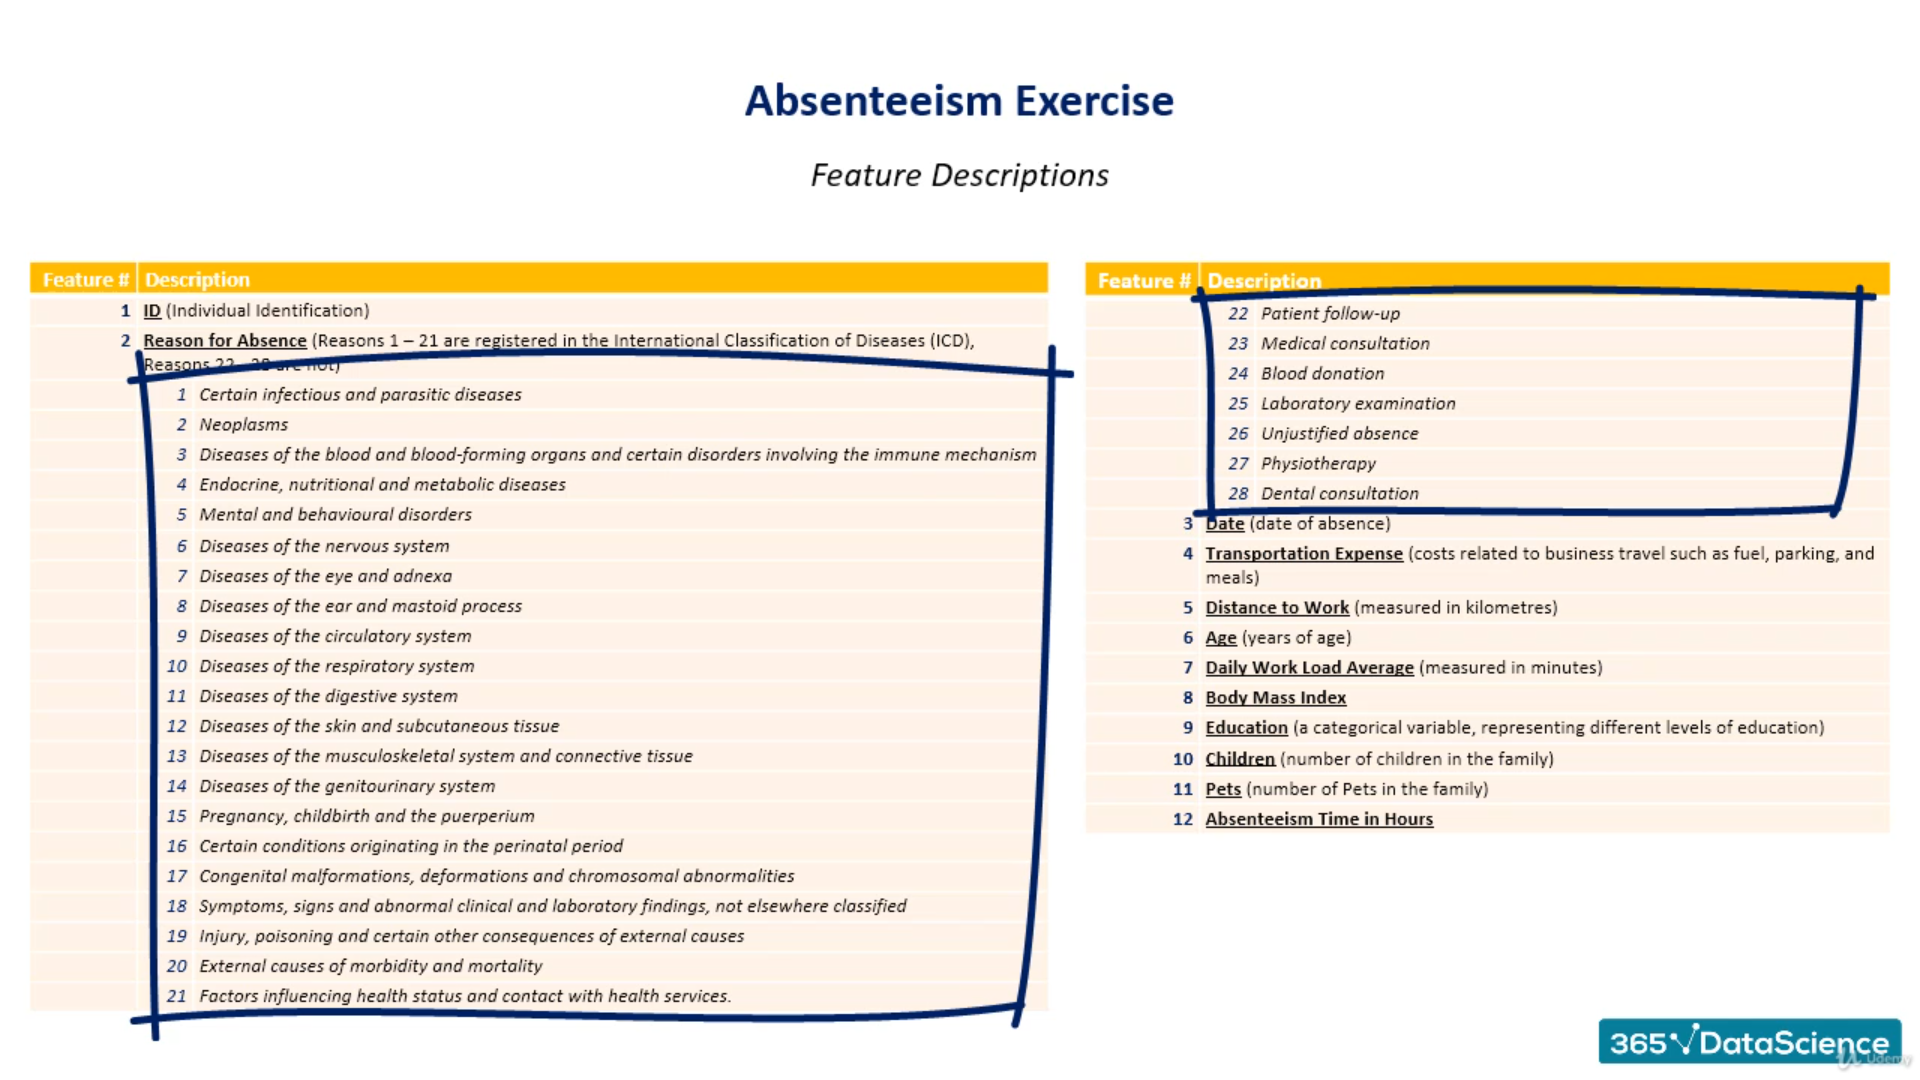 Absenteeism Exercise
Feature Descriptions
Feature # Description
1 ID (Individual Identification)
2 Reason for Absence (Reasons 1 – 21 are registered in the International Classification of Diseases (ICD),
Reasons 22 - 28 are not)
1 Certain infectious and parasitic diseases
2 Neoplasms
3 Diseases of the blood and blood-forming organs and certain disorders involving the immune mechanism
4 Endocrine, nutritional and metabolic diseases
5 Mental and behavioural disorders
6 Diseases of the nervous system
7 Diseases of the eye and adnexa
8 Diseases of the ear and mastoid process
9 Diseases of the circulatory system
10 Diseases of the respiratory system
11 Diseases of the digestive system
12 Diseases of the skin and subcutaneous tissue
13 Diseases of the musculoskeletal system and connective tissue
14 Diseases of the genitourinary system
15 Pregnancy, childbirth and the puerperium
16 Certain conditions originating in the perinatal period
17 Congenital malformations, deformations and chromosomal abnormalities
18 Symptoms, signs and abnormal clinical and laboratory findings, not elsewhere classified
19 Injury, poisoning and certain other consequences of external causes
20 External causes of morbidity and mortality
21 Factors influencing health status and contact with health services.
Feature # Description
22 Patient follow-up
23 Medical consultation
24 Blood donation
25 Laboratory examination
26 Unjustified absence
27 Physiotherapy
28 Dental consultation
3 Date (date of absence)
4 Transportation Expense (costs related to business travel such as fuel, parking, and
meals)
5 Distance to Work (measured in kilometres)
6 Age (years of age)
7 Daily Work Load Average (measured in minutes)
8 Body Mass Index
9 Education (a categorical variable, representing different levels of education)
10 Children (number of children in the family)
11 Pets (number of Pets in the family)
12 Absenteeism Time in Hours
365 DataScience
Udemy